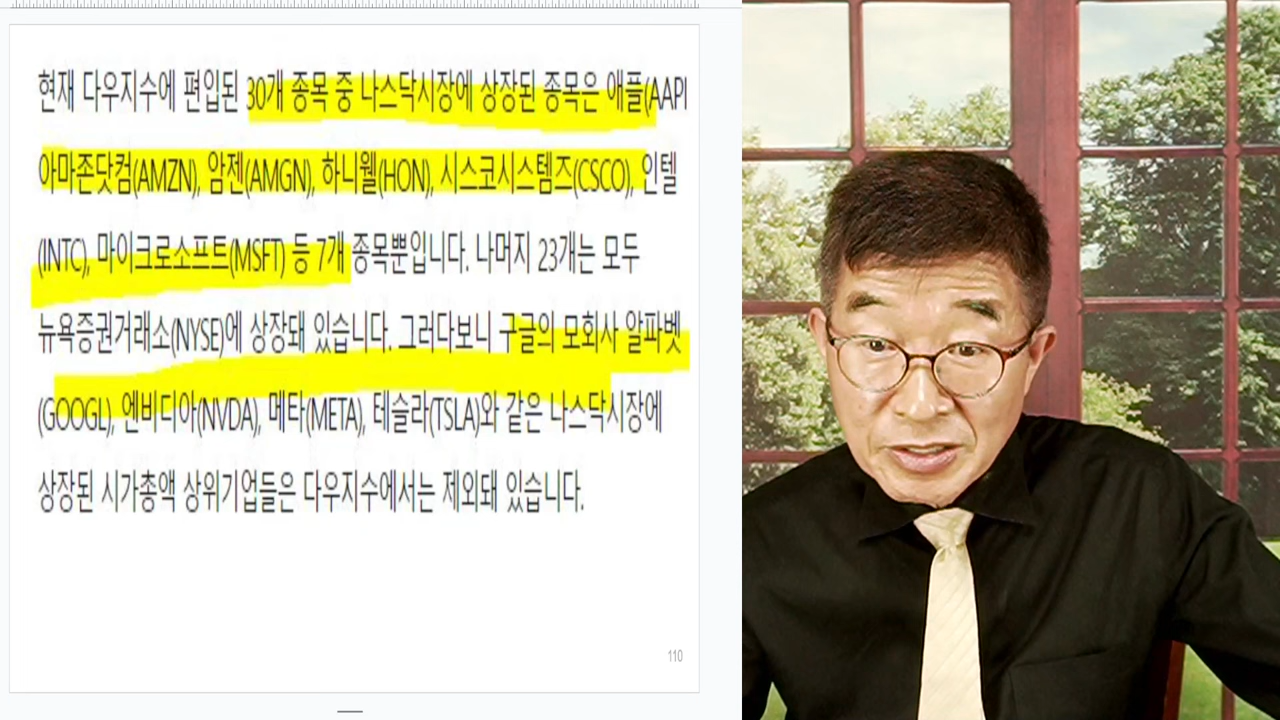 현재 다우지수에 편입된 30개 종목 중 나스닥시장에 상장된 종목은 애플(AAPl
아마존닷컴(AMZN), 암젠(AMGN), 하니웰(HON), 시스코시스템즈(CSCO), 인텔
(INTC), 마이크로소프트(MSFT) 등 7개 종목뿐입니다. 나머지 23개는 모두
뉴욕증권거래소(NYSE)에 상장돼 있습니다. 그러다보니 구글의 모회사 알파벳
(GOOGL), 엔비디아(NVDA), 메타(META), 테슬라(TSLA)와 같은 나스닥시장에
상장된 시가총액 상위기업들은 다우지수에서는 제외돼 있습니다.
110